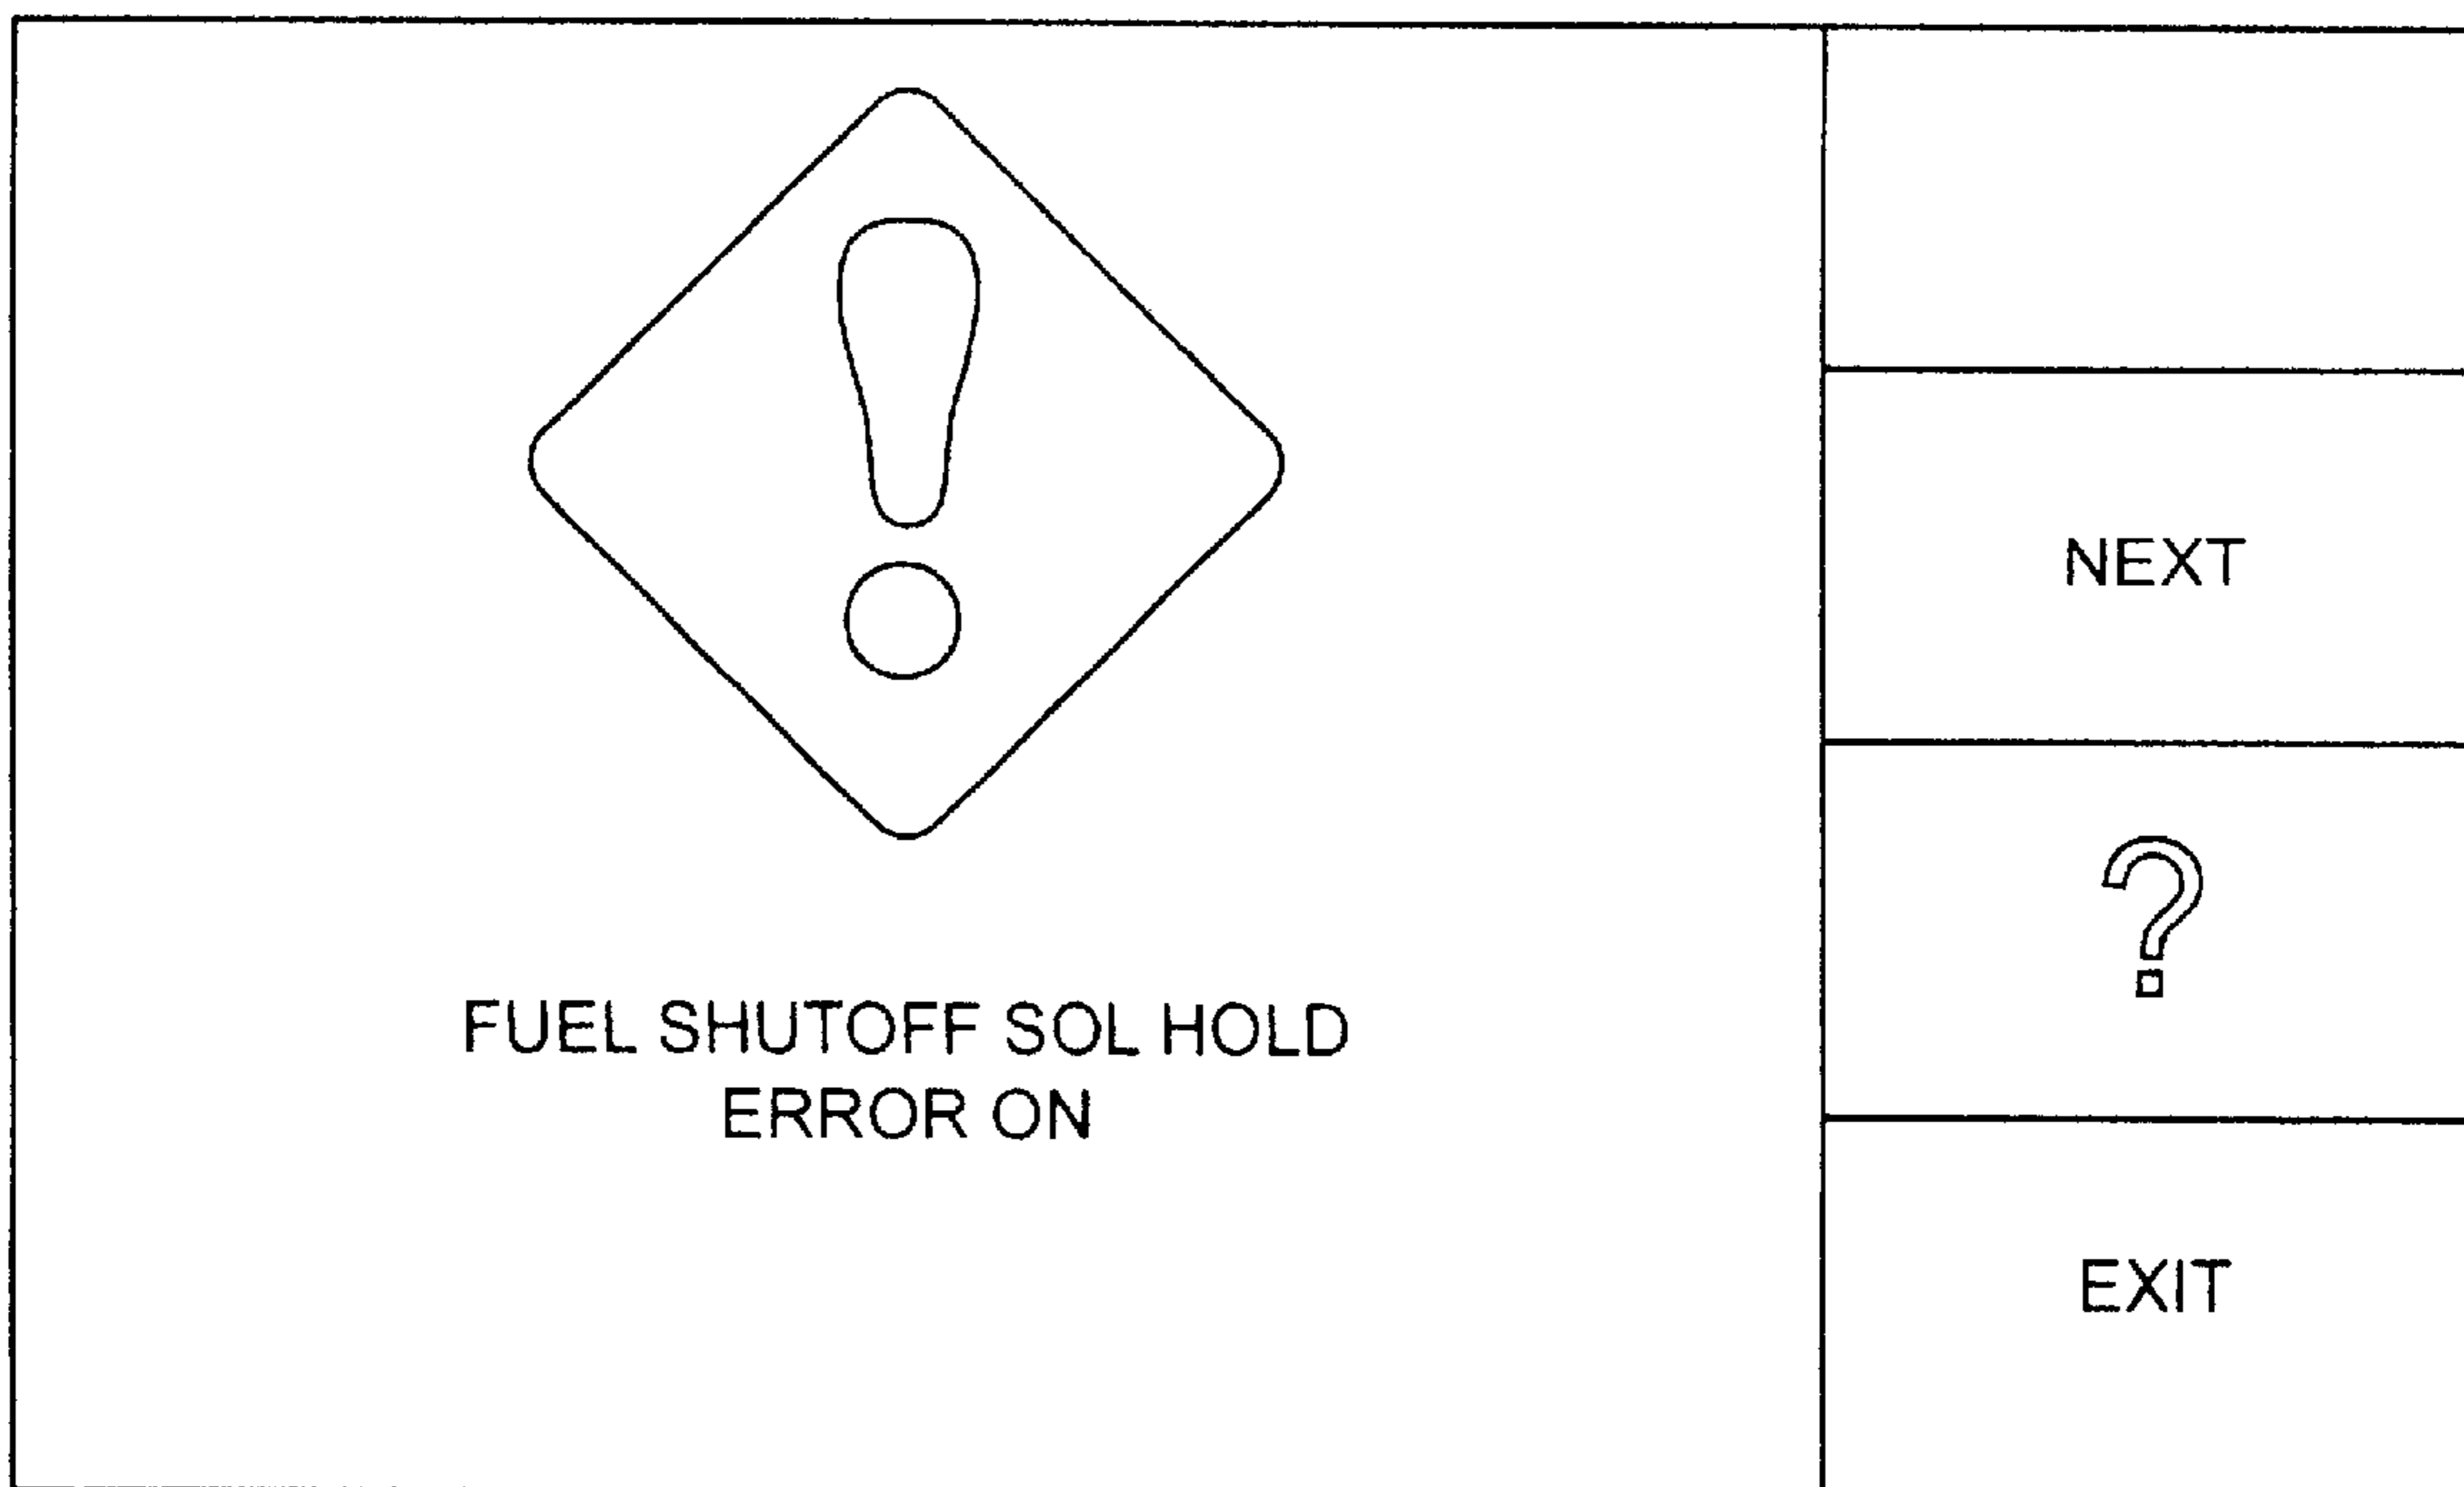 FUEL SHUTOFF SOL HOLD
ERROR ON
NEXT
?
EXIT